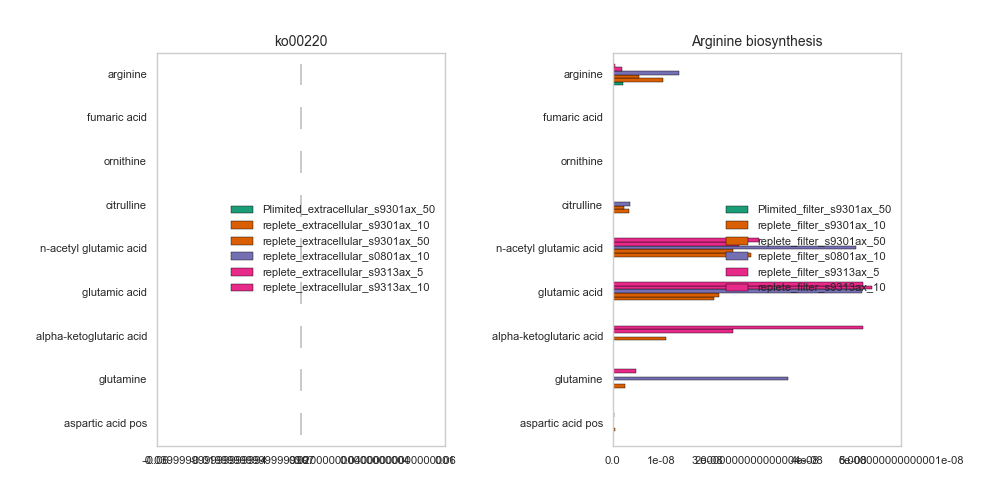 ko00220
arginine
fumaric acid
ornithine
citrulline
n-acetyl glutamic acid
glutamic acid
alpha-ketoglutaric acid
glutamine
aspartic acid pos
Plimited_extracellular_s9301ax_50
replete_extracellular_s9301ax_10
replete_extracellular_s9301ax_50
replete_extracellular_s0801ax_10
replete_extracellular_s9313ax_5
replete_extracellular_s9313ax_10
Arginine biosynthesis
arginine
fumaric acid
ornithine
citrulline
n-acetyl glutamic acid
glutamic acid
alpha-ketoglutaric acid
glutamine
aspartic acid pos
Plimited_filter_s9301ax_50
replete_filter_s9301ax_10
replete_filter_s9301ax_50
replete_filter_s0801ax_10
replete_filter_s9313ax_5
replete_filter_s9313ax_10
0.0 1e-08